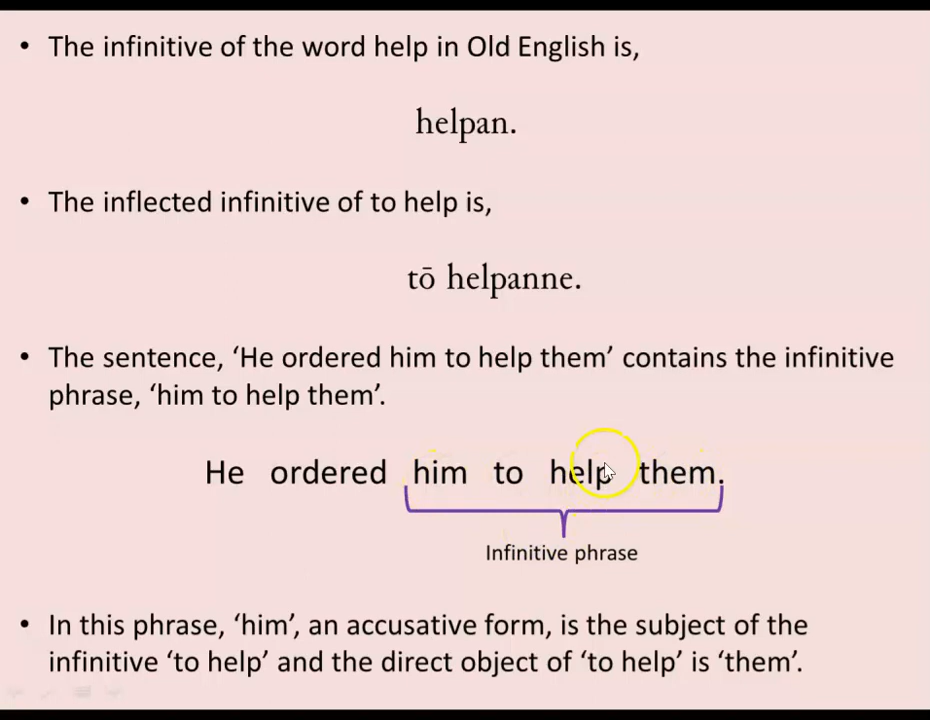 • The infinitive of the word help in Old English is,
helpan.
• The inflected infinitive of to help is,
tō helpanne.
• The sentence, ‘He ordered him to help them’ contains the infinitive
phrase, ‘him to help them’.
He ordered him to help them.
Infinitive phrase
• In this phrase, ‘him’, an accusative form, is the subject of the
infinitive ‘to help’ and the direct object of ‘to help’ is ‘them’.